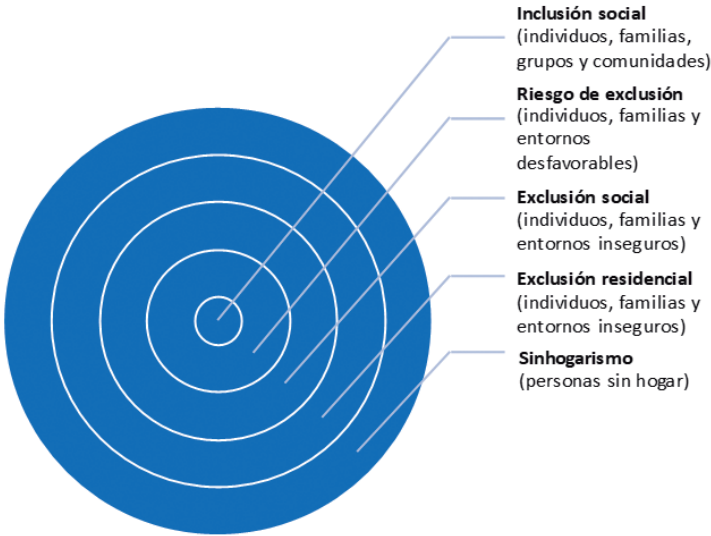 Inclusión social
(individuos, familias,
grupos y comunidades)
Riesgo de exclusión
(individuos, familias y
entornos
desfavorables)
Exclusión social
(individuos, familias y
entornos inseguros)
Exclusión residencial
(individuos, familias y
entornos inseguros)
Sinhogarismo
(personas sin hogar)